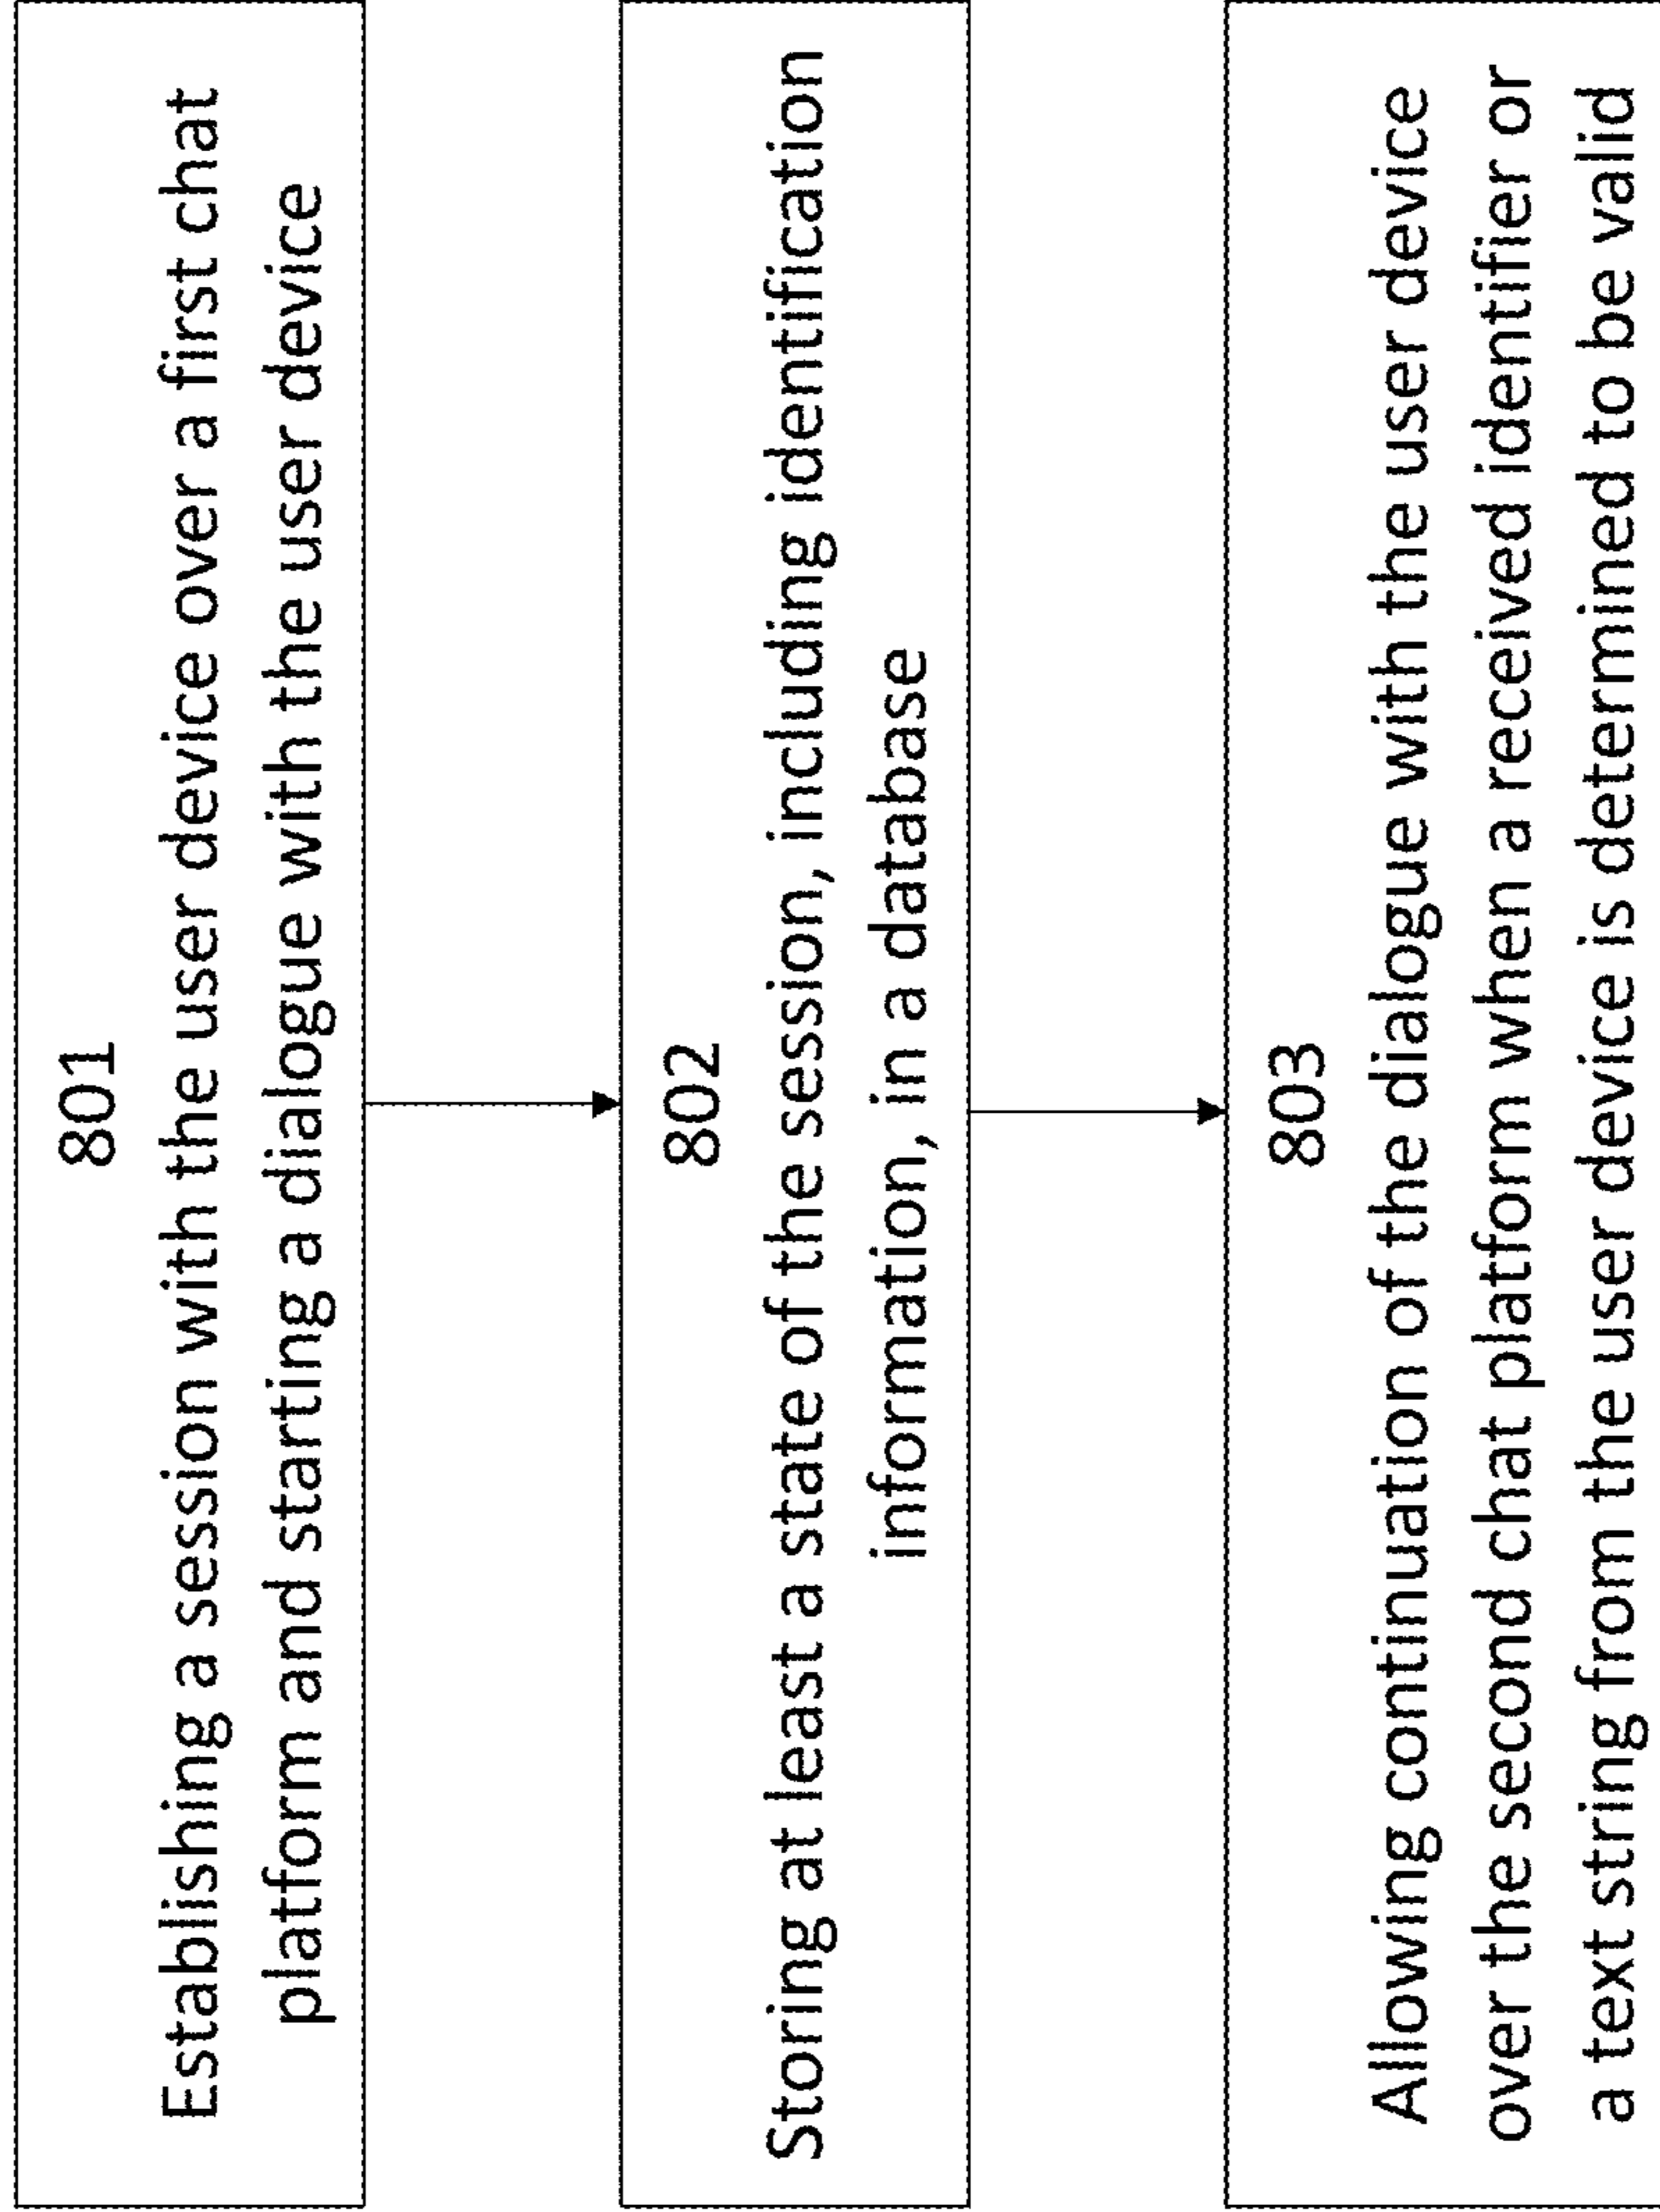 801
Establishing a session with the user device over a first chat
platform and starting a dialogue with the user device
802
Storing at least a state of the session, including identification
information, in a database
803
Allowing continuation of the dialogue with the user device
over the second chat platform when a received identifier or
a text string from the user device is determined to be valid